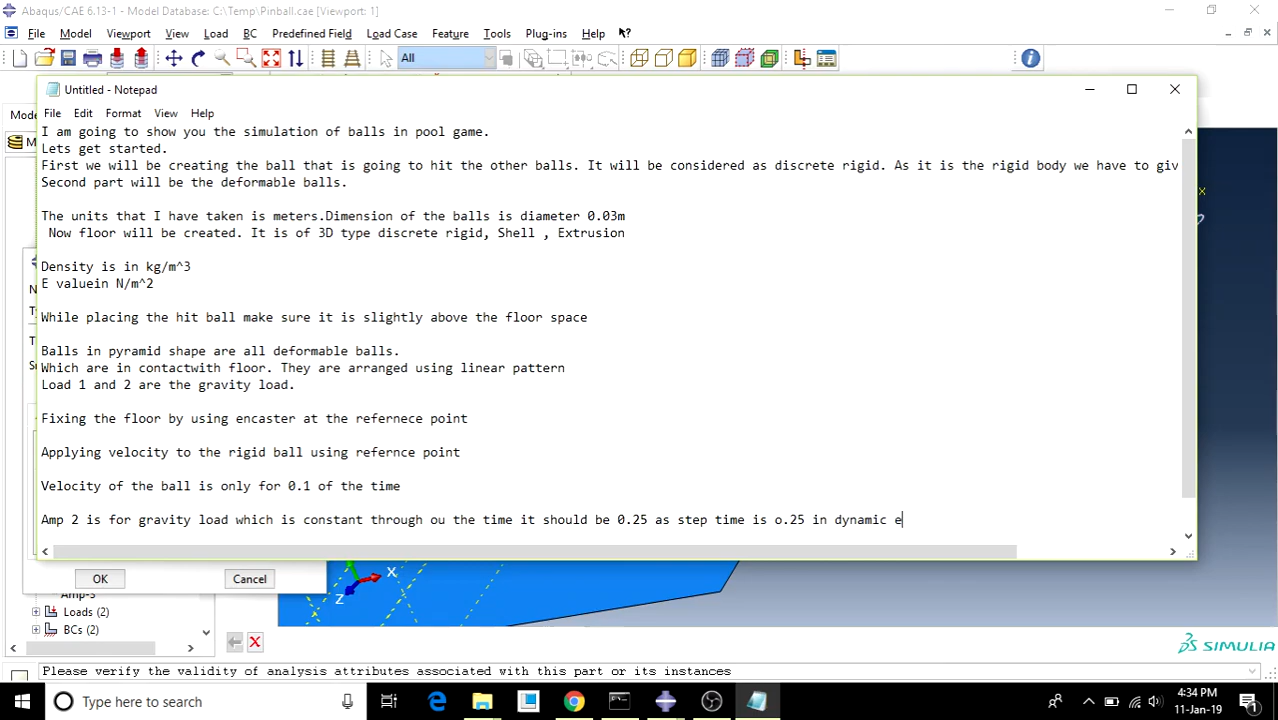 Abaqus/CAE 6.13-1 - Model Database: C:\Temp\Pinball.cae [Viewport: 1]
File Model Viewport View Load BC Predefined Field Load Case Feature Tools Plug-ins Help
All
Untitled - Notepad
File Edit Format View Help
I am going to show you the simulation of balls in pool game.
Lets get started.
First we will be creating the ball that is going to hit the other balls. It will be considered as discrete rigid. As it is the rigid body we have to giv
Second part will be the deformable balls.
The units that I have taken is meters.Dimension of the balls is diameter 0.03m
Now floor will be created. It is of 3D type discrete rigid, Shell , Extrusion
Density is in kg/m^3
E valuein N/m^2
While placing the hit ball make sure it is slightly above the floor space
Balls in pyramid shape are all deformable balls.
Which are in contactwith floor. They are arranged using linear pattern
Load 1 and 2 are the gravity load.
Fixing the floor by using encaster at the refernece point
Applying velocity to the rigid ball using refernce point
Velocity of the ball is only for 0.1 of the time
Amp 2 is for gravity load which is constant through ou the time it should be 0.25 as step time is o.25 in dynamic e
OK Cancel
X
Z
x
Amp-3
Loads (2)
BCs (2)
SIMULIA
Please verify the validity of analysis attributes associated with this part or its instances
Type here to search
4:34 PM
11-Jan-19
1